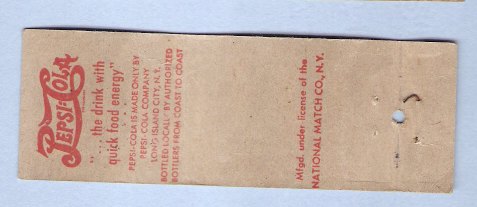 PEPSI-COLA
"... the drink with
quick food energy"
PEPSI-COLA IS MADE ONLY BY
PEPSI-COLA COMPANY
LONG ISLAND CITY, N.Y.
BOTTLED LOCALLY BY AUTHORIZED
BOTTLERS FROM COAST TO COAST
Mfgd. under license of the
NATIONAL MATCH CO., N.Y.